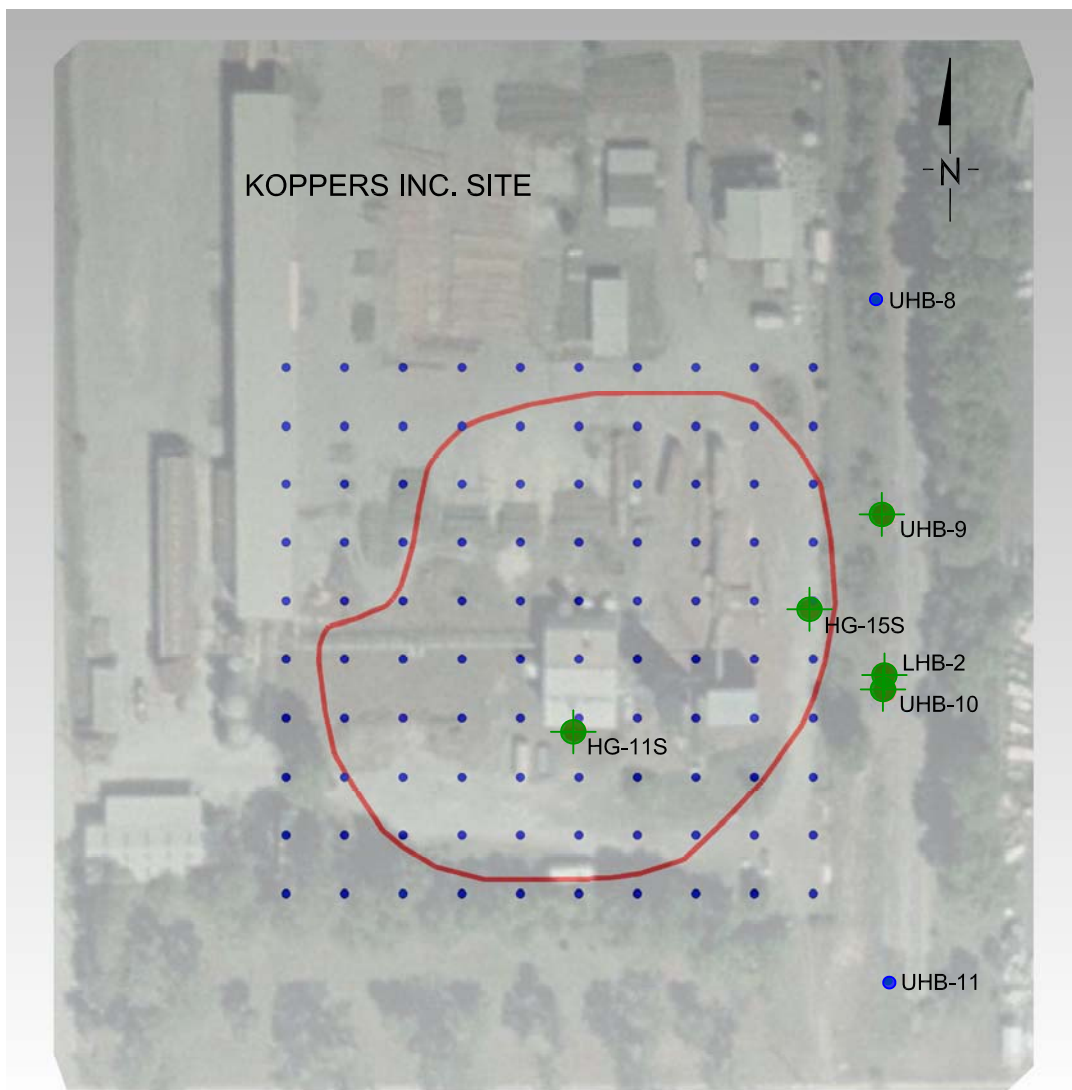 N
KOPPERS INC. SITE
UHB-8
UHB-9
HG-15S
LHB-2
UHB-10
HG-11S
UHB-11